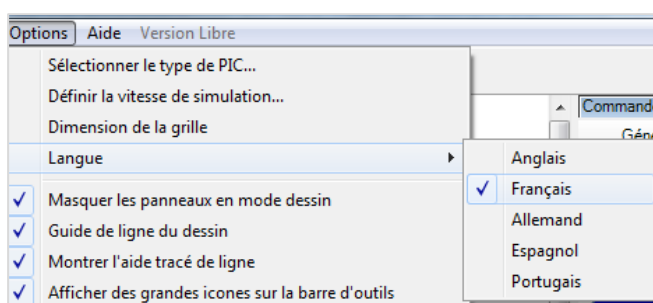 Options Aide Version Libre
Sélectionner le type de PIC...
Définir la vitesse de simulation...
Dimension de la grille
Langue
Masquer les panneaux en mode dessin
Guide de ligne du dessin
Montrer l'aide tracé de ligne
Afficher des grandes icones sur la barre d'outils
Command
Géné
Anglais
Français
Allemand
Espagnol
Portugais